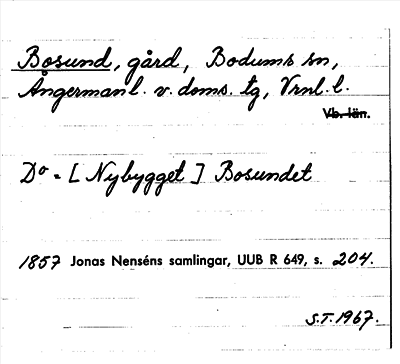 Bosund, gård, Bodums sn,
Ångermanl. v. doms. tg, Vrnl. l.
Vb. län.
Do = [ Nybygget ] Bosundet
1857 Jonas Nenséns samlingar, UUB R 649, s. 204.
S.T. 1967.